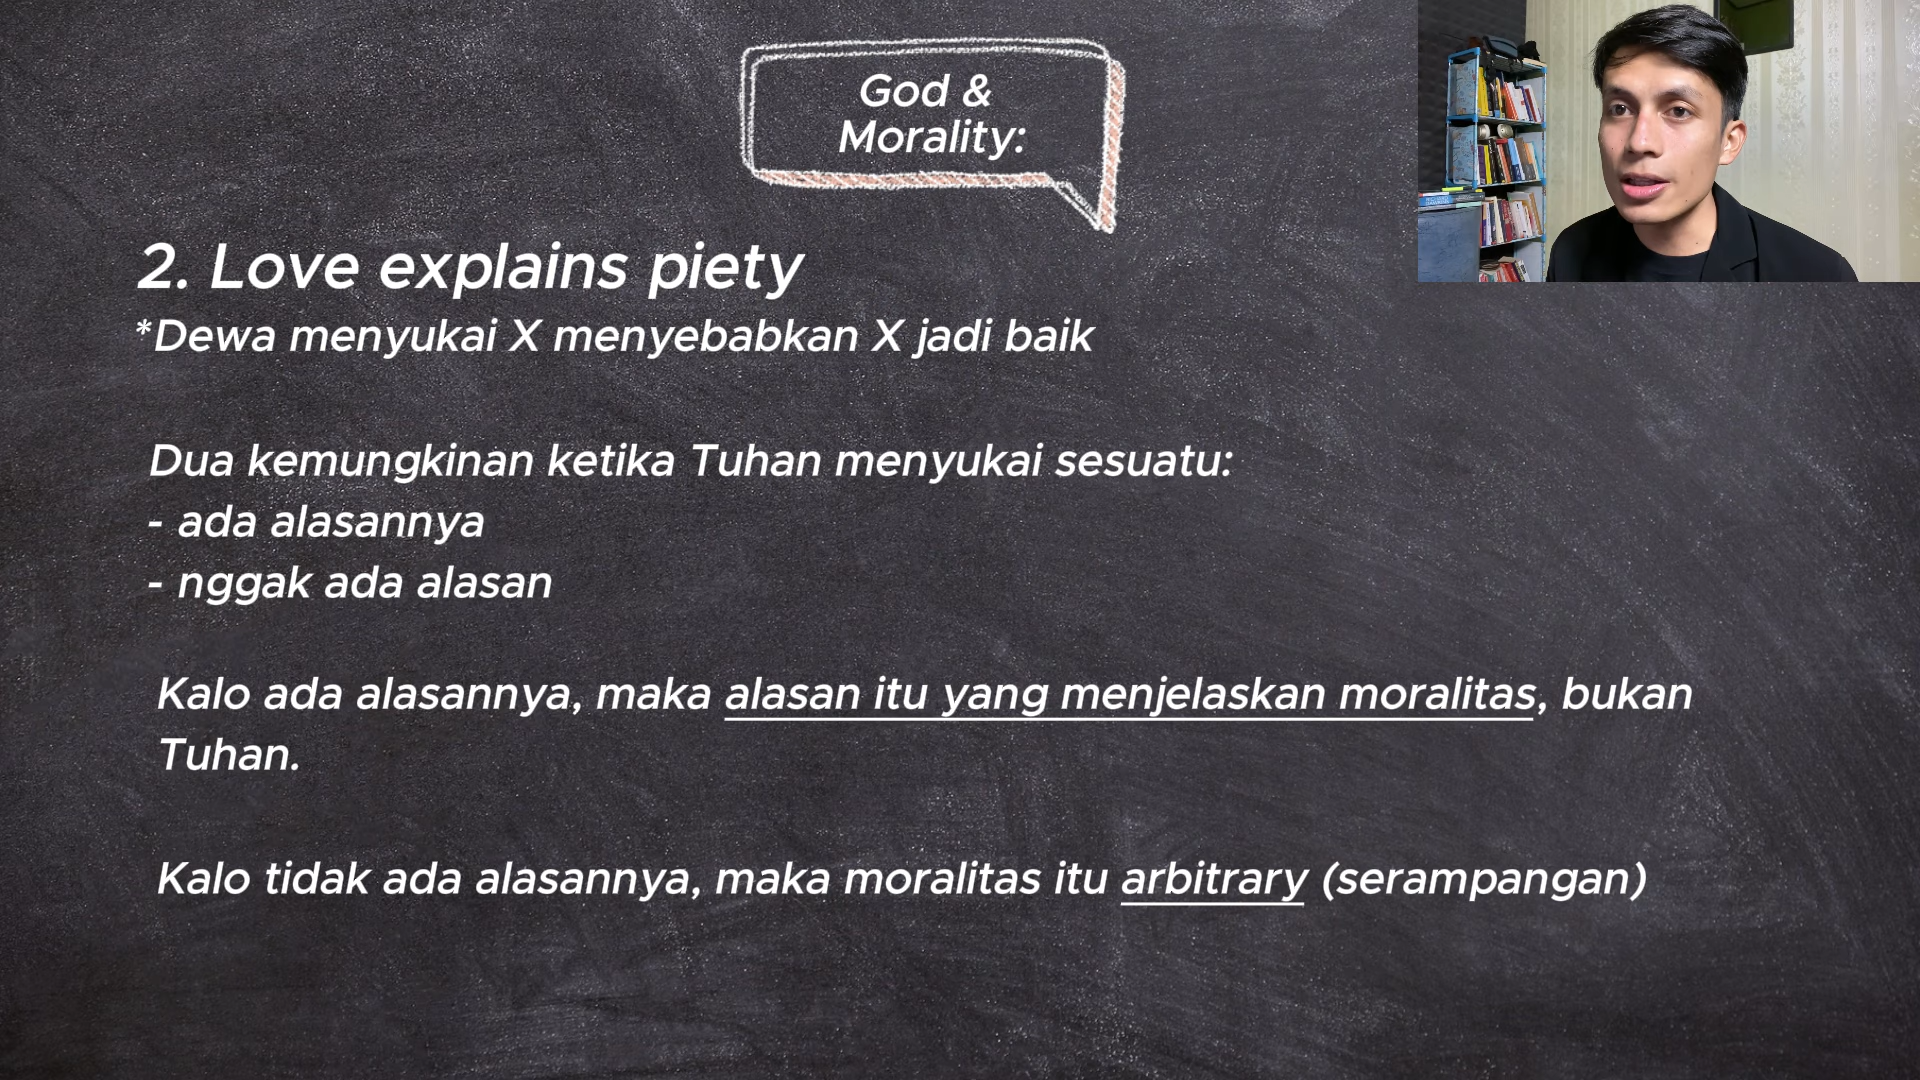 God &
Morality:
2. Love explains piety
*Dewa menyukai X menyebabkan X jadi baik
Dua kemungkinan ketika Tuhan menyukai sesuatu:
- ada alasannya
- nggak ada alasan
Kalo ada alasannya, maka alasan itu yang menjelaskan moralitas, bukan
Tuhan.
Kalo tidak ada alasannya, maka moralitas itu arbitrary (serampangan)